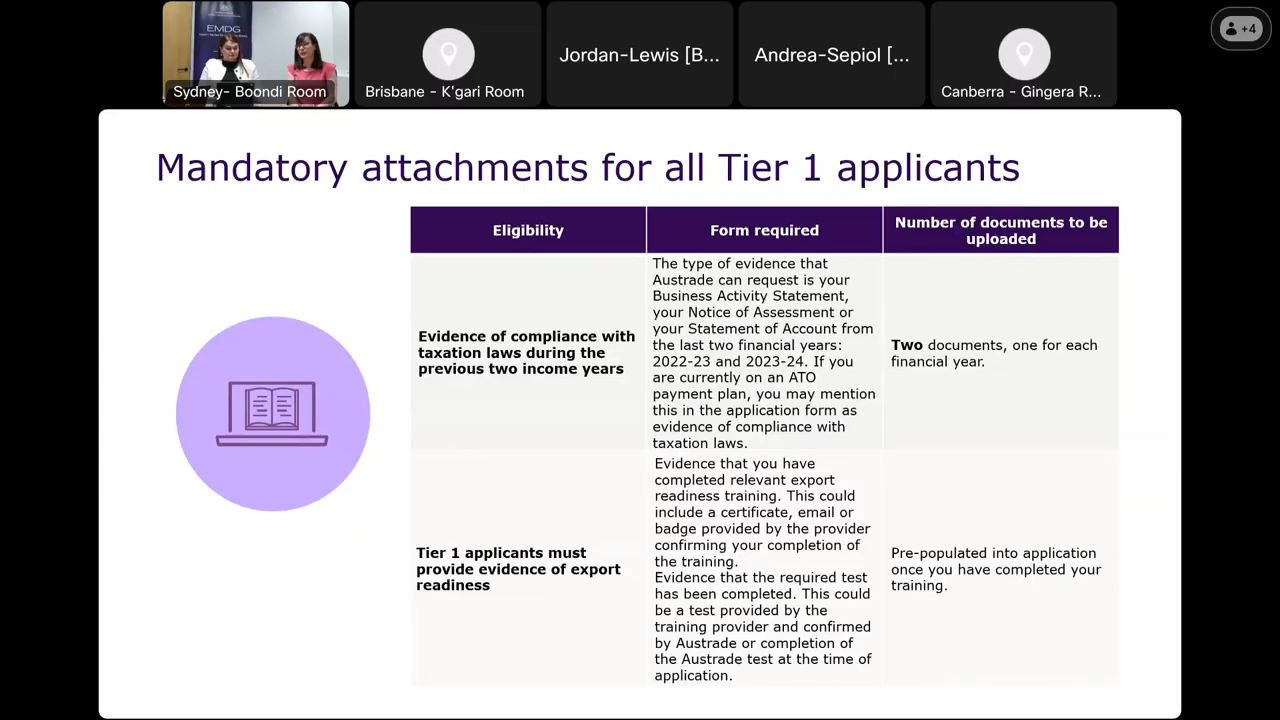 EMDG
Sydney- Boondi Room
Brisbane - K'gari Room
Jordan-Lewis [B...
Andrea-Sepiol [...
Canberra - Gingera R...
+4
Mandatory attachments for all Tier 1 applicants
Eligibility
Form required
Number of documents to be
uploaded
Evidence of compliance with
taxation laws during the
previous two income years
The type of evidence that
Austrade can request is your
Business Activity Statement,
your Notice of Assessment or
your Statement of Account from
the last two financial years:
2022-23 and 2023-24. If you
are currently on an ATO
payment plan, you may mention
this in the application form as
evidence of compliance with
taxation laws.
Two documents, one for each
financial year.
Tier 1 applicants must
provide evidence of export
readiness
Evidence that you have
completed relevant export
readiness training. This could
include a certificate, email or
badge provided by the provider
confirming your completion of
the training.
Evidence that the required test
has been completed. This could
be a test provided by the
training provider and confirmed
by Austrade or completion of
the Austrade test at the time of
application.
Pre-populated into application
once you have completed your
training.